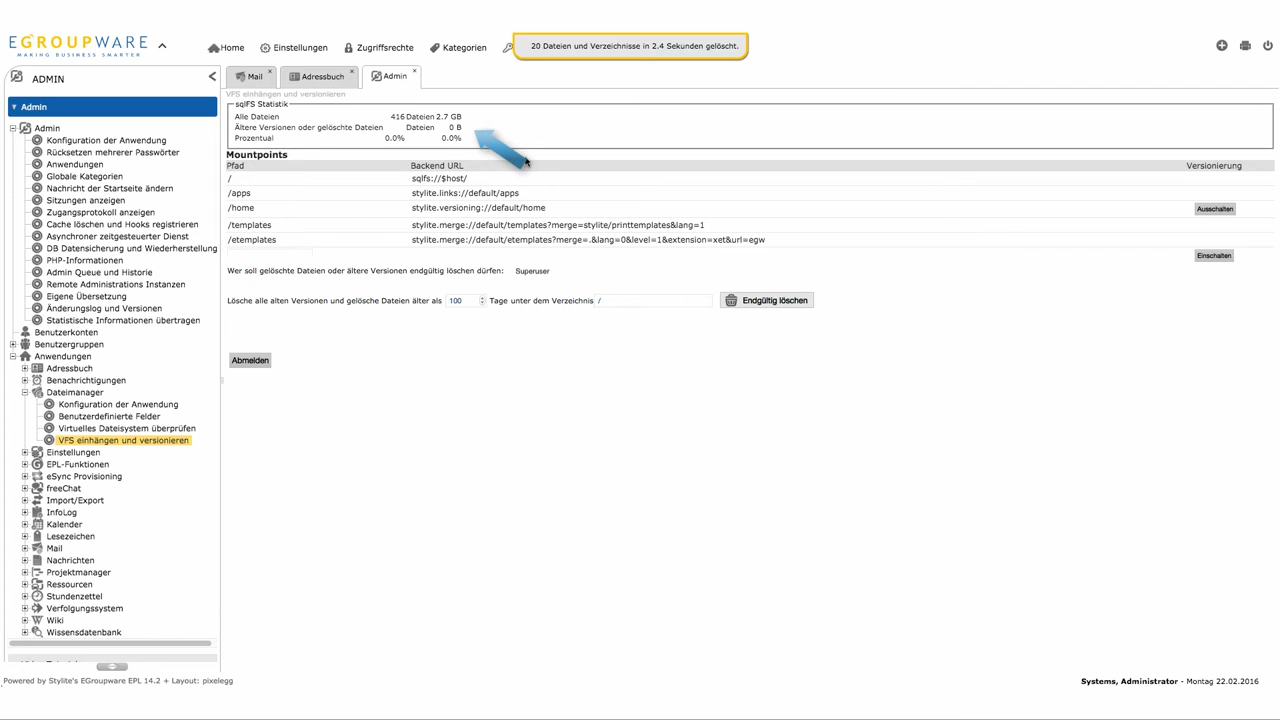 EGROUPWARE
MAKING BUSINESS SMARTER
Home
Einstellungen
Zugriffsrechte
Kategorien
20 Dateien und Verzeichnisse in 2.4 Sekunden gelöscht.
ADMIN
Mail
Adressbuch
Admin
Admin
Admin
Konfiguration der Anwendung
Rücksetzen mehrerer Passwörter
Anwendungen
Globale Kategorien
Nachricht der Startseite ändern
Sitzungen anzeigen
Zugangsprotokoll anzeigen
Cache löschen und Hooks registrieren
Asynchroner zeitgesteuerter Dienst
DB Datensicherung und Wiederherstellung
PHP-Informationen
Admin Queue und Historie
Remote Administrations Instanzen
Eigene Übersetzung
Änderungslog und Versionen
Statistische Informationen übertragen
Benutzerkonten
Benutzergruppen
Anwendungen
Adressbuch
Benachrichtigungen
Dateimanager
Konfiguration der Anwendung
Benutzerdefinierte Felder
Virtuelles Dateisystem überprüfen
VFS einhängen und versionieren
Einstellungen
EPL-Funktionen
eSync Provisioning
freeChat
Import/Export
InfoLog
Kalender
Lesezeichen
Mail
Nachrichten
Projektmanager
Ressourcen
Stundenzettel
Verfolgungssystem
Wiki
Wissensdatenbank
VFS einhängen und versionieren
sqlFS Statistik
Alle Dateien 416 Dateien 2.7 GB
Ältere Versionen oder gelöschte Dateien Dateien 0 B
Prozentual 0.0% 0.0%
Mountpoints
Pfad Backend URL Versionierung
/ sqlfs://$host/
/apps stylite.links://default/apps
/home stylite.versioning://default/home Ausschalten
/templates stylite.merge://default/templates?merge=stylite/printtemplates&lang=1
/etemplates stylite.merge://default/etemplates?merge=.&lang=0&level=1&extension=xet&url=egw
Einschalten
Wer soll gelöschte Dateien oder ältere Versionen endgültig löschen dürfen: Superuser
Lösche alle alten Versionen und gelösche Dateien älter als 100 Tage unter dem Verzeichnis / Endgültig löschen
Abmelden
Powered by Stylite's EGroupware EPL 14.2 + Layout: pixelegg
Systems, Administrator - Montag 22.02.2016